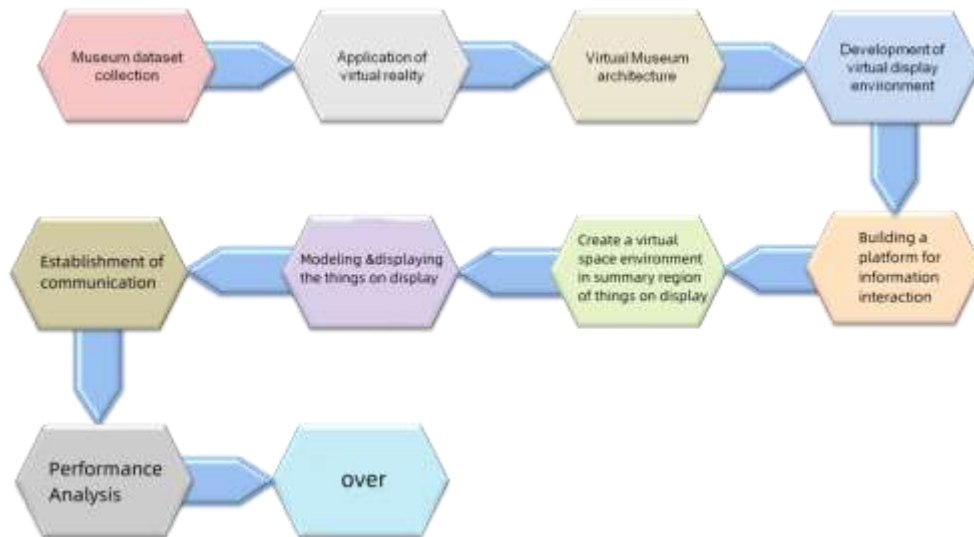 Museum dataset
collection
Application of
virtual reality
Virtual Museum
architecture
Development of
virtual display
environment
Building a
platform for
information
interaction
Create a virtual
space environment
in summary region
of things on display
Modeling &displaying
the things on display
Establishment of
communication
Performance
Analysis
over